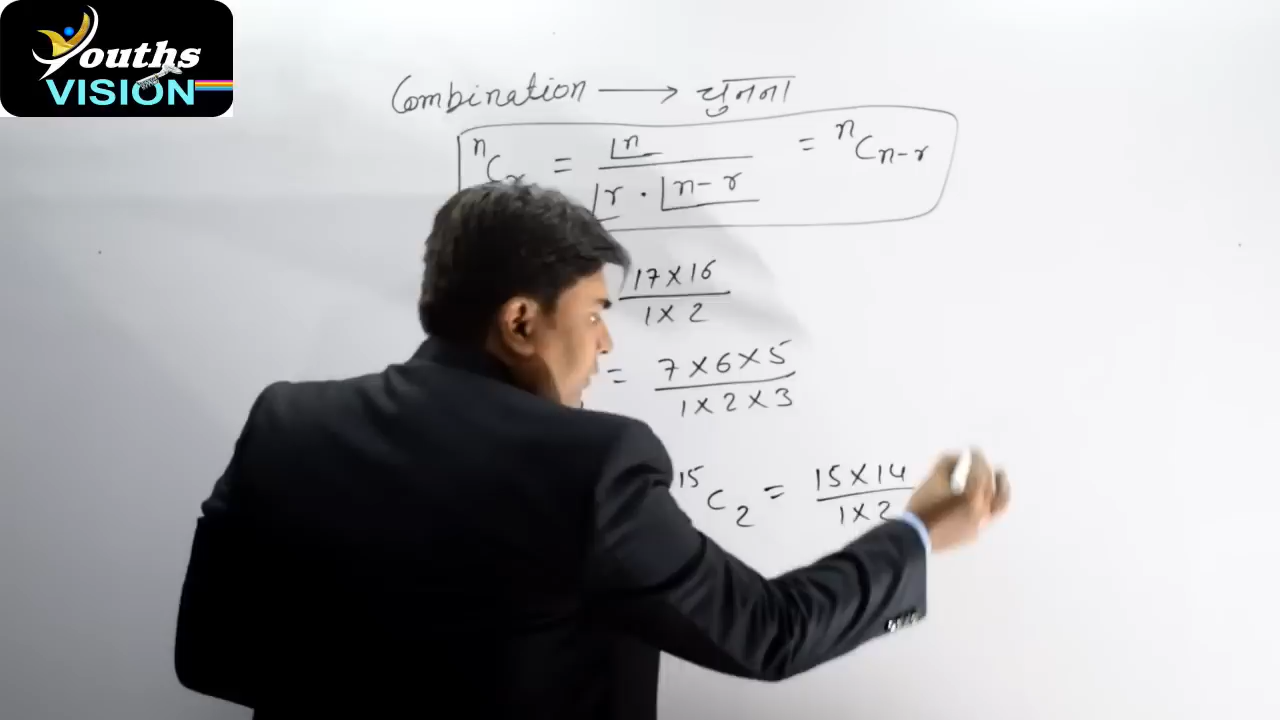 Youths
VISION
Combination ⟶ चुनना
ⁿCᵣ = |n / |r · |n-r = ⁿCₙ₋ᵣ
17×16 / 1×2
= 7×6×5 / 1×2×3
¹⁵C₂ = 15×14 / 1×2